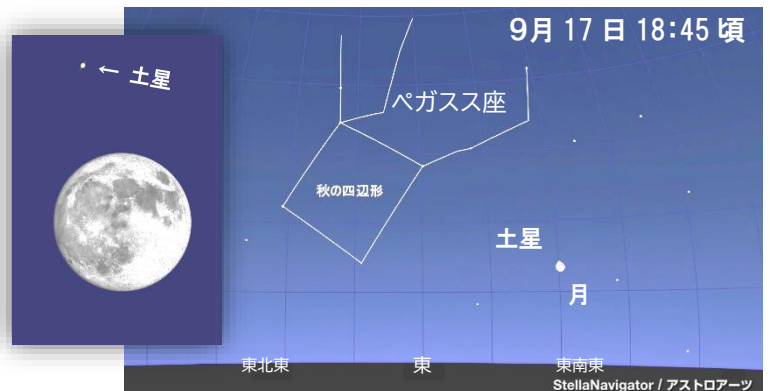 9月17日18:45頃
← 土星
ペガスス座
秋の四辺形
土星
月
東北東
東
東南東
StellaNavigator / アストロアーツ